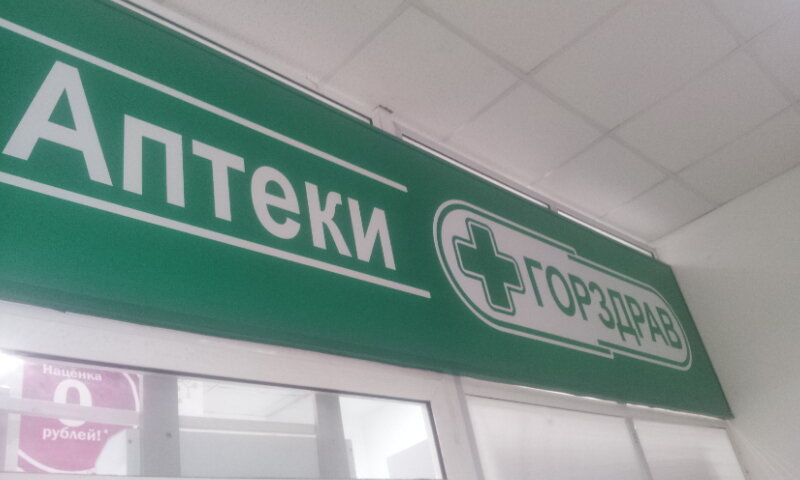 Аптеки
ГОРЗДРАВ
Наценка
0
рублей!*